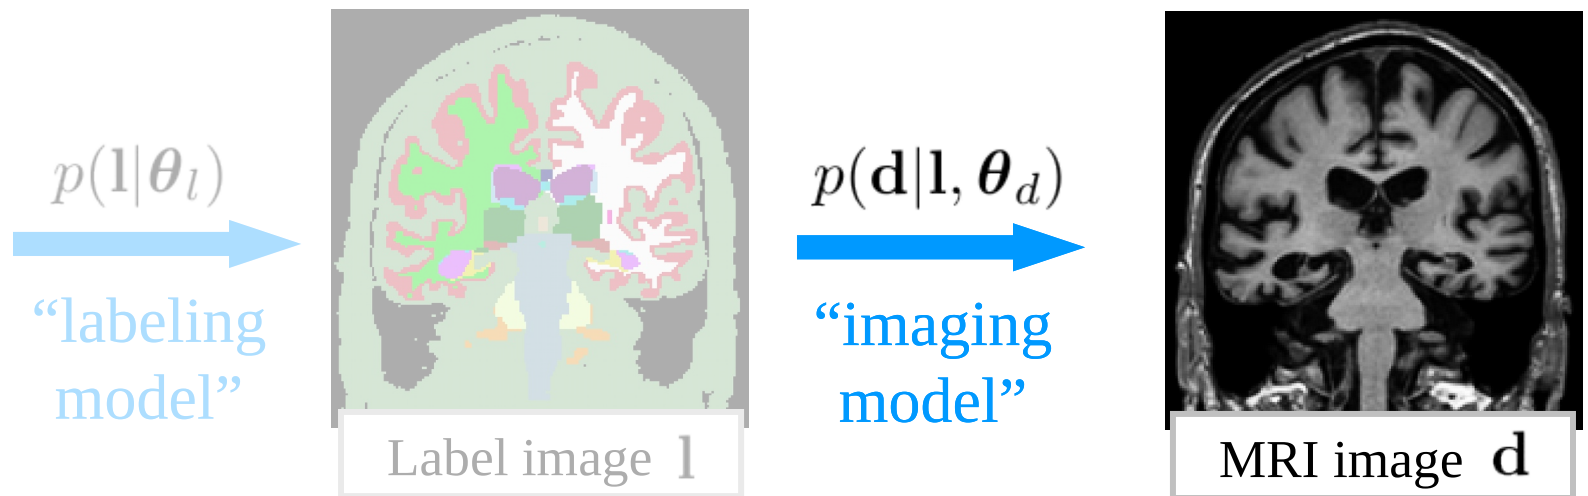 p(l|θ_l)
“labeling
model”
Label image l
p(d|l, θ_d)
“imaging
model”
MRI image d